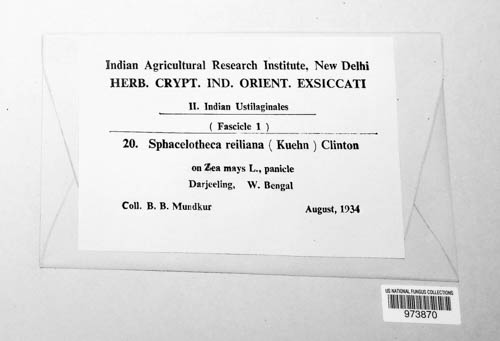 Indian Agricultural Research Institute, New Delhi
HERB. CRYPT. IND. ORIENT. EXSICCATI
II. Indian Ustilaginales
( Fascicle 1 )
20. Sphacelotheca reiliana ( Kuehn ) Clinton
on Zea mays L., panicle
Darjeeling, W. Bengal
Coll. B. B. Mundkur August, 1934
US NATIONAL FUNGUS COLLECTIONS
973870